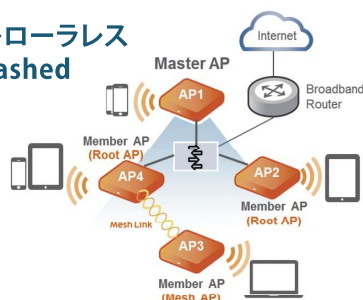 トローラレス
ashed
Internet
Master AP
AP1
Broadband
Router
Member AP
(Root AP)
AP4
AP2
Member AP
(Root AP)
Mesh Link
AP3
Member AP
(Mesh AP)